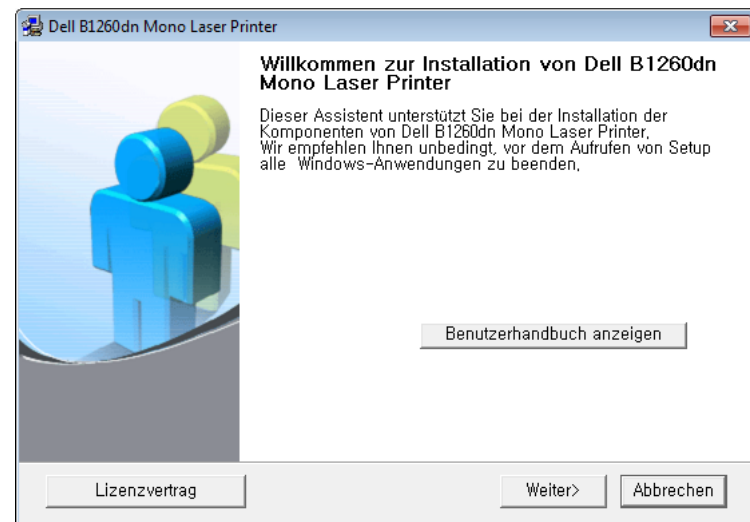 Dell B1260dn Mono Laser Printer
Willkommen zur Installation von Dell B1260dn
Mono Laser Printer
Dieser Assistent unterstützt Sie bei der Installation der
Komponenten von Dell B1260dn Mono Laser Printer,
Wir empfehlen Ihnen unbedingt, vor dem Aufrufen von Setup
alle Windows-Anwendungen zu beenden,
Benutzerhandbuch anzeigen
Lizenzvertrag
Weiter>
Abbrechen